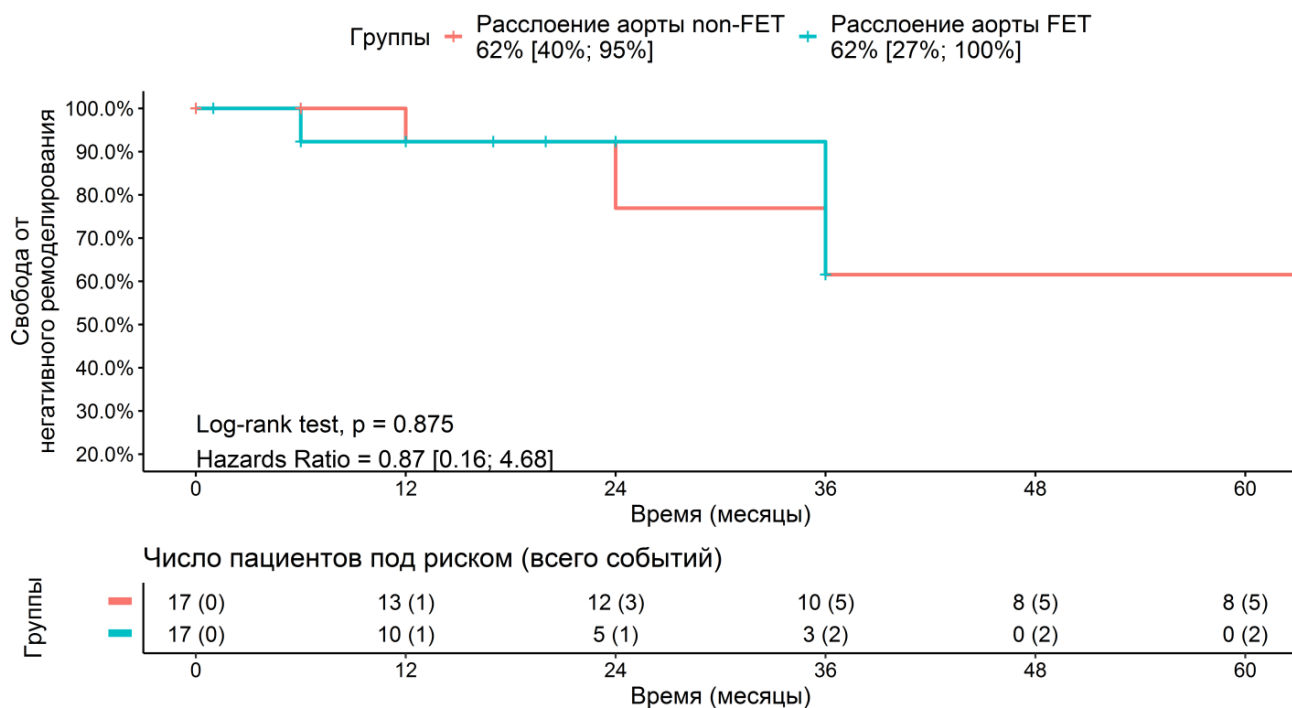 Группы
Расслоение аорты non-FET
62% [40%; 95%]
Расслоение аорты FET
62% [27%; 100%]
Свобода от
негативного ремоделирования
100.0%
90.0%
80.0%
70.0%
60.0%
50.0%
40.0%
30.0%
20.0%
Log-rank test, p = 0.875
Hazards Ratio = 0.87 [0.16; 4.68]
0 12 24 36 48 60
Время (месяцы)
Число пациентов под риском (всего событий)
Группы
17 (0) 13 (1) 12 (3) 10 (5) 8 (5) 8 (5)
17 (0) 10 (1) 5 (1) 3 (2) 0 (2) 0 (2)
0 12 24 36 48 60
Время (месяцы)